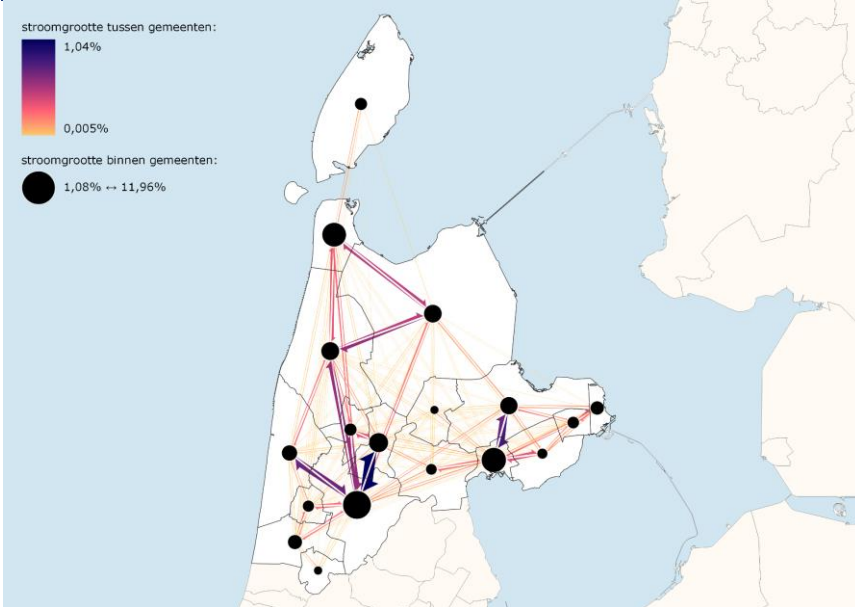 stroomgrootte tussen gemeenten:
1,04%
0,005%
stroomgrootte binnen gemeenten:
1,08% ↔ 11,96%